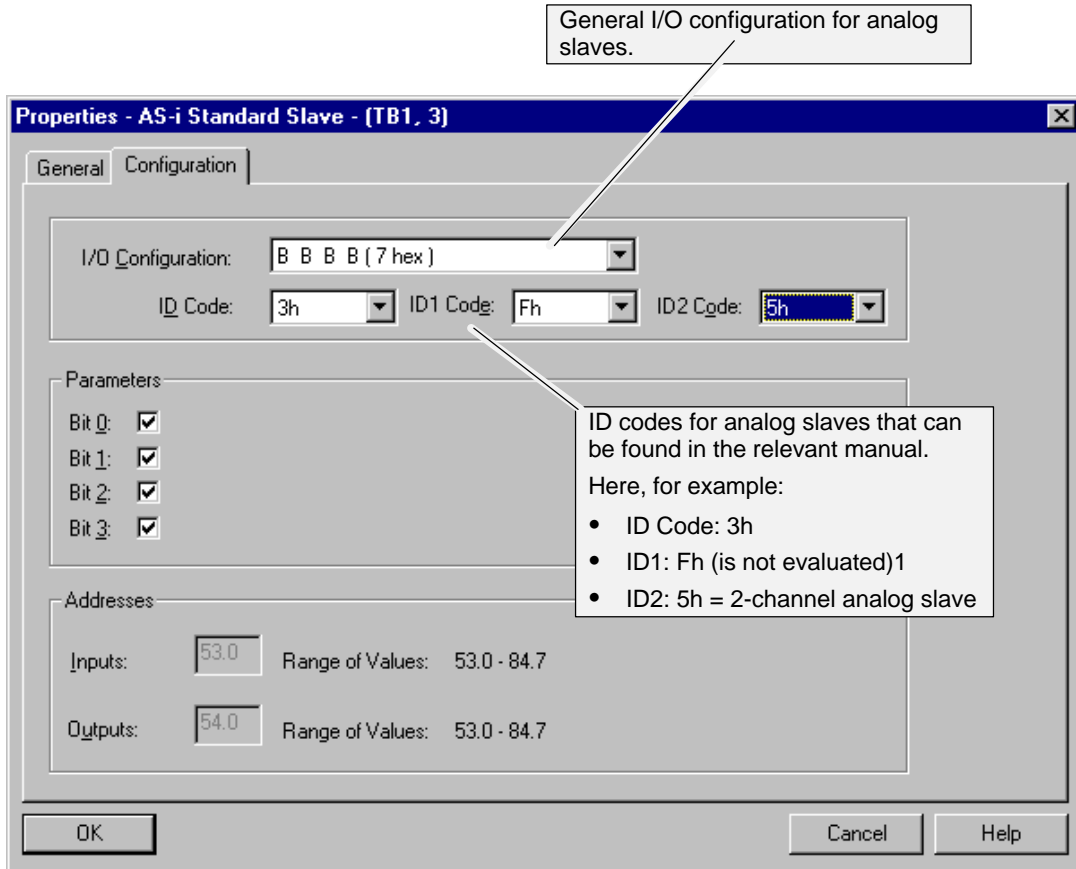 General I/O configuration for analog
slaves.
Properties - AS-i Standard Slave - (TB1, 3)
General Configuration
I/O Configuration: B B B B ( 7 hex )
ID Code: 3h ID1 Code: Fh ID2 Code: 5h
Parameters
Bit 0:
Bit 1:
Bit 2:
Bit 3:
ID codes for analog slaves that can
be found in the relevant manual.
Here, for example:
• ID Code: 3h
• ID1: Fh (is not evaluated)1
• ID2: 5h = 2-channel analog slave
Addresses
Inputs: 53.0 Range of Values: 53.0 - 84.7
Outputs: 54.0 Range of Values: 53.0 - 84.7
OK Cancel Help